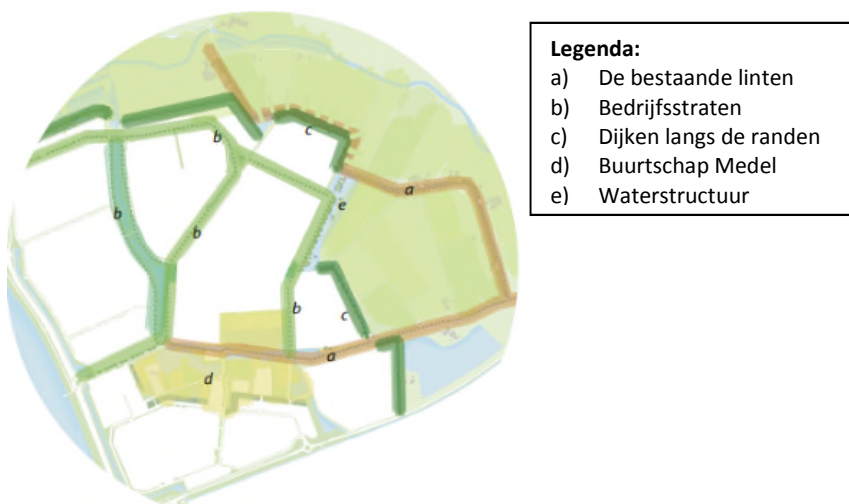 Legenda:
a) De bestaande linten
b) Bedrijfsstraten
c) Dijken langs de randen
d) Buurtschap Medel
e) Waterstructuur
b
c
a
e
b
b
b
c
a
d